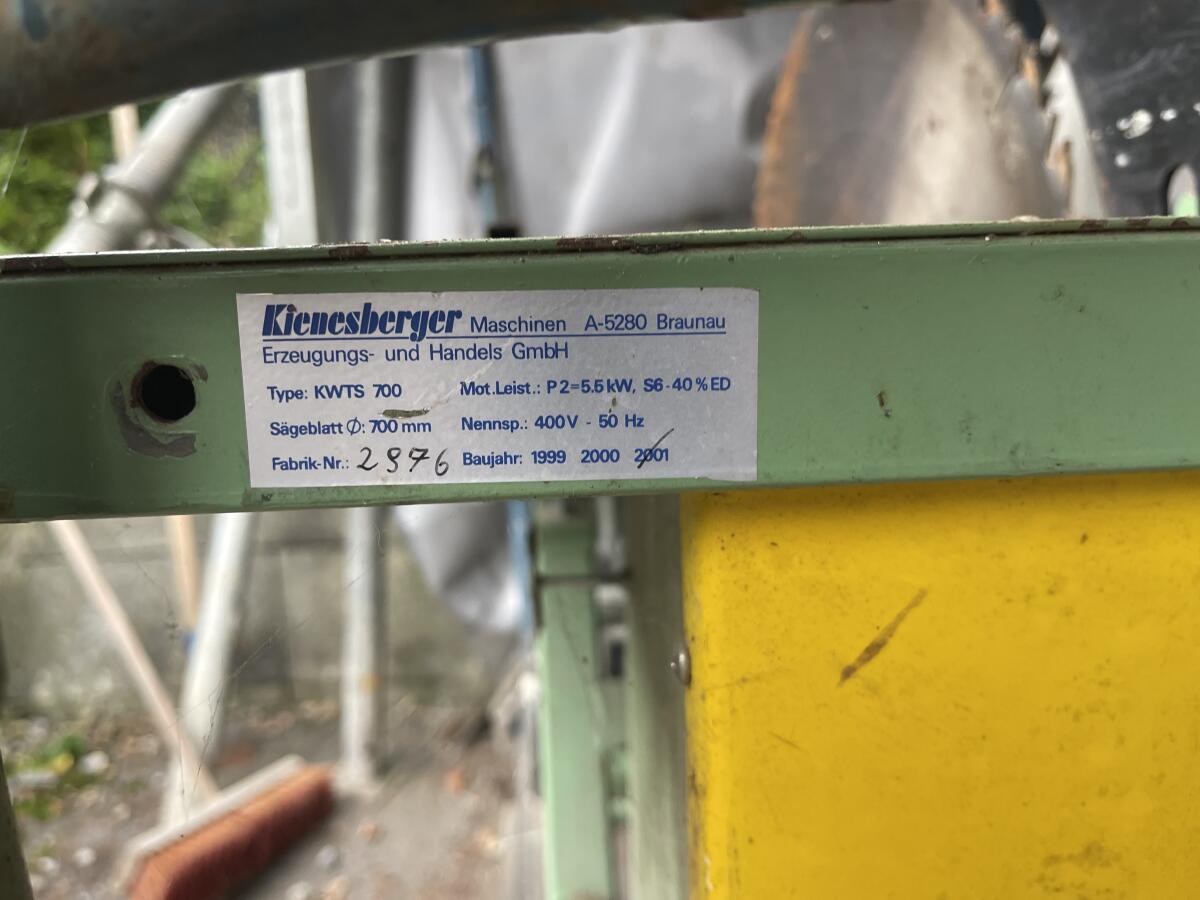 Kienesberger Maschinen A-5280 Braunau
Erzeugungs- und Handels GmbH
Type: KWTS 700 Mot.Leist.: P2=5.5 kW, S6-40%ED
Sägeblatt Ø: 700 mm Nennsp.: 400V - 50 Hz
Fabrik-Nr.: 2976 Baujahr: 1999 2000 2001